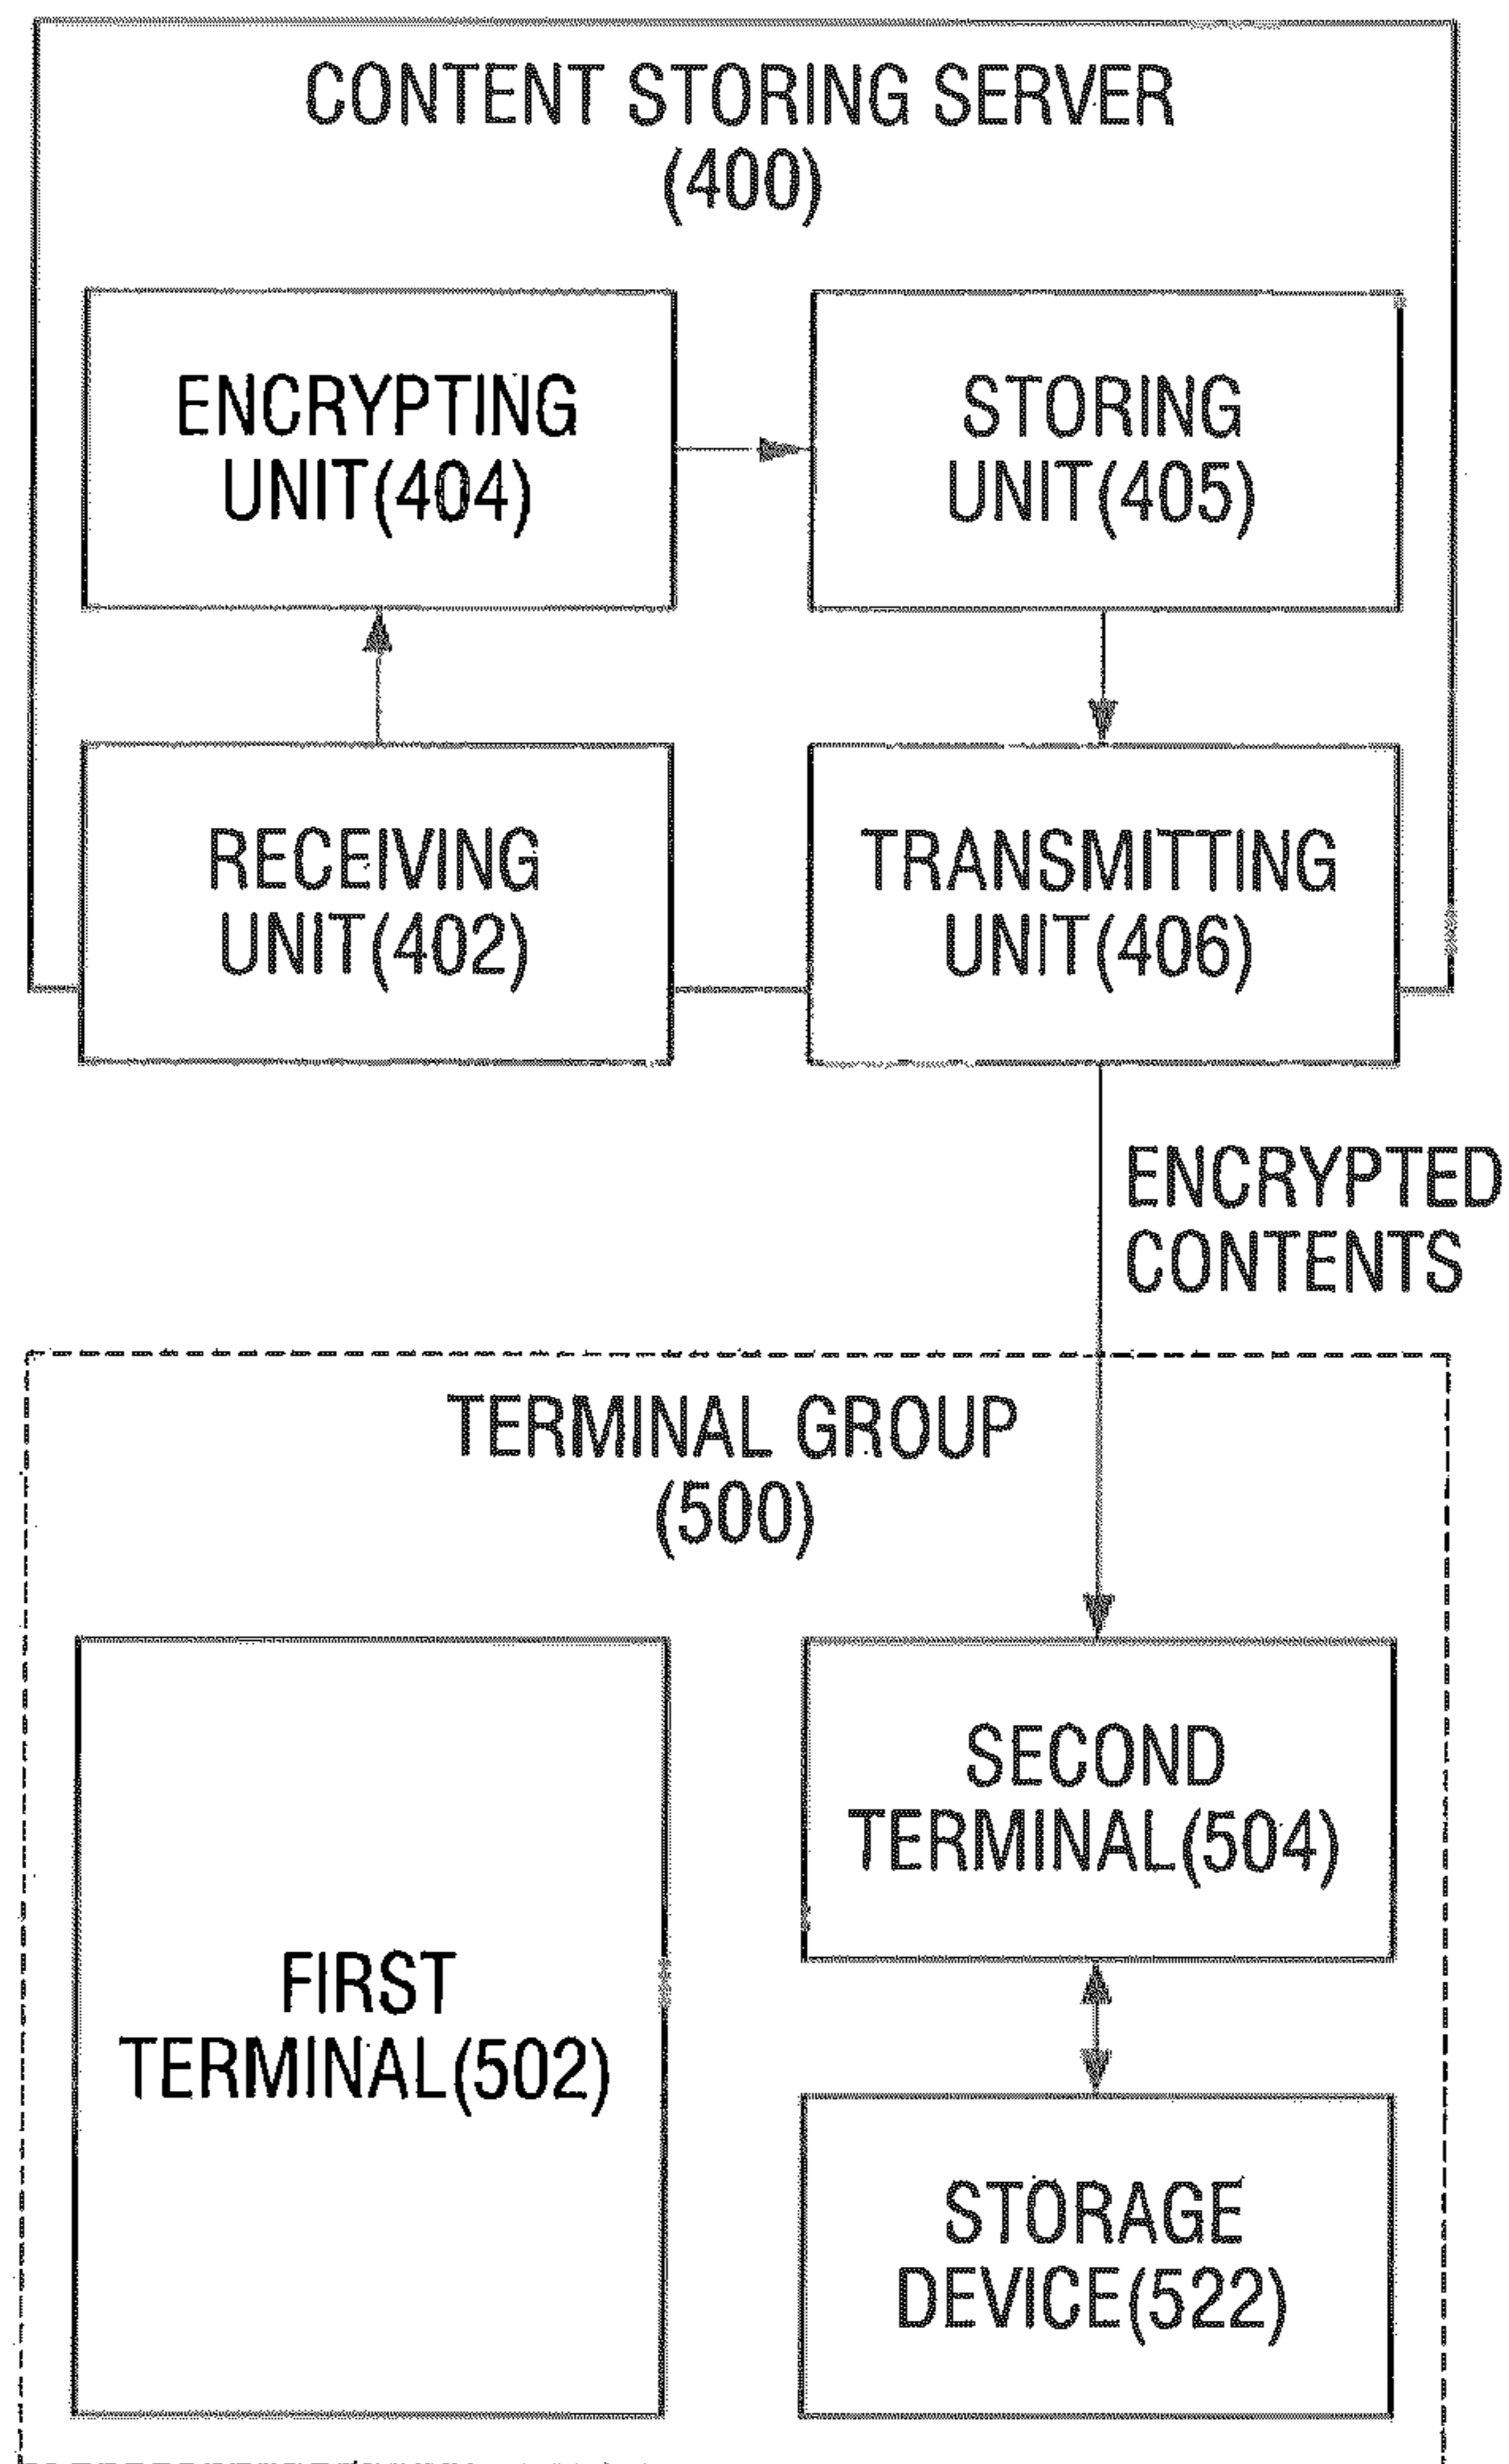 CONTENT STORING SERVER
(400)
ENCRYPTING
UNIT(404)
STORING
UNIT(405)
RECEIVING
UNIT(402)
TRANSMITTING
UNIT(406)
ENCRYPTED
CONTENTS
TERMINAL GROUP
(500)
FIRST
TERMINAL(502)
SECOND
TERMINAL(504)
STORAGE
DEVICE(522)